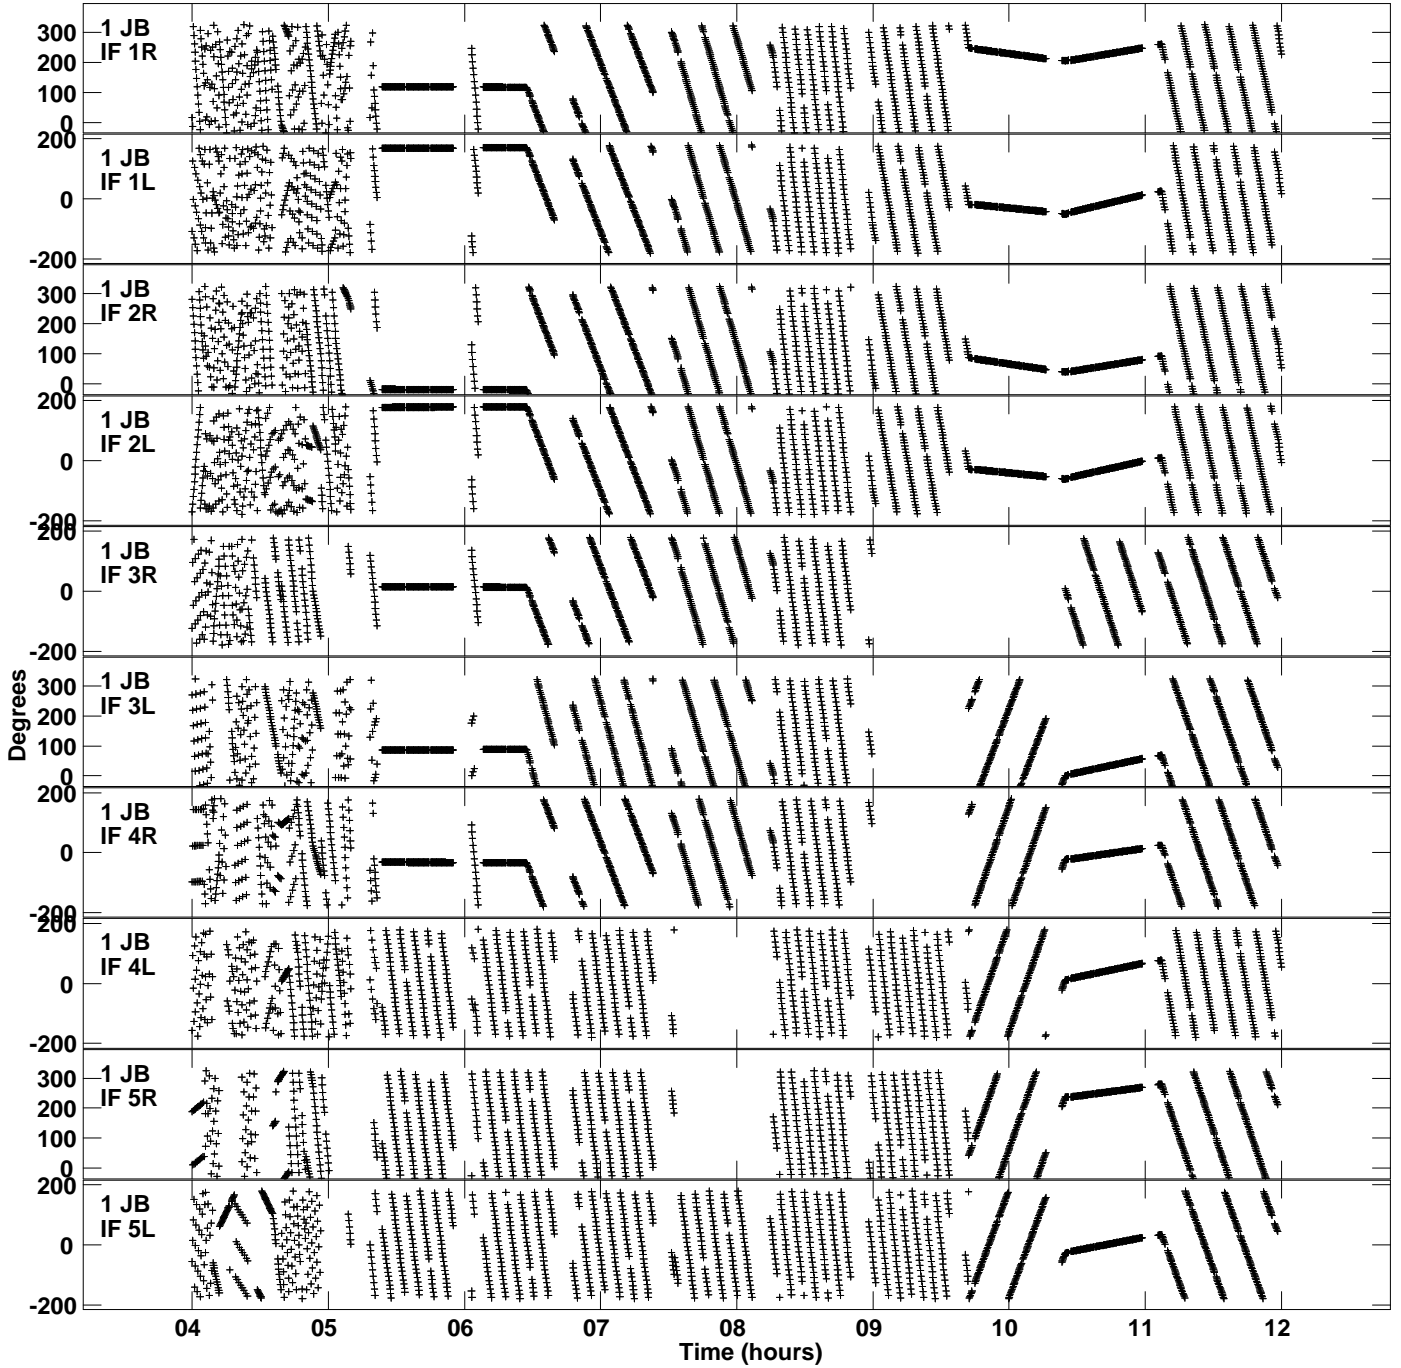 1 JB
IF 1R
300
200
100
0
1 JB
IF 1L
200
0
-200
1 JB
IF 2R
300
200
100
0
1 JB
IF 2L
200
0
-200
1 JB
IF 3R
200
0
-200
1 JB
IF 3L
300
200
100
0
1 JB
IF 4R
200
0
-200
1 JB
IF 4L
200
0
-200
1 JB
IF 5R
300
200
100
0
1 JB
IF 5L
200
0
-200
Degrees
04 05 06 07 08 09 10 11 12
Time (hours)